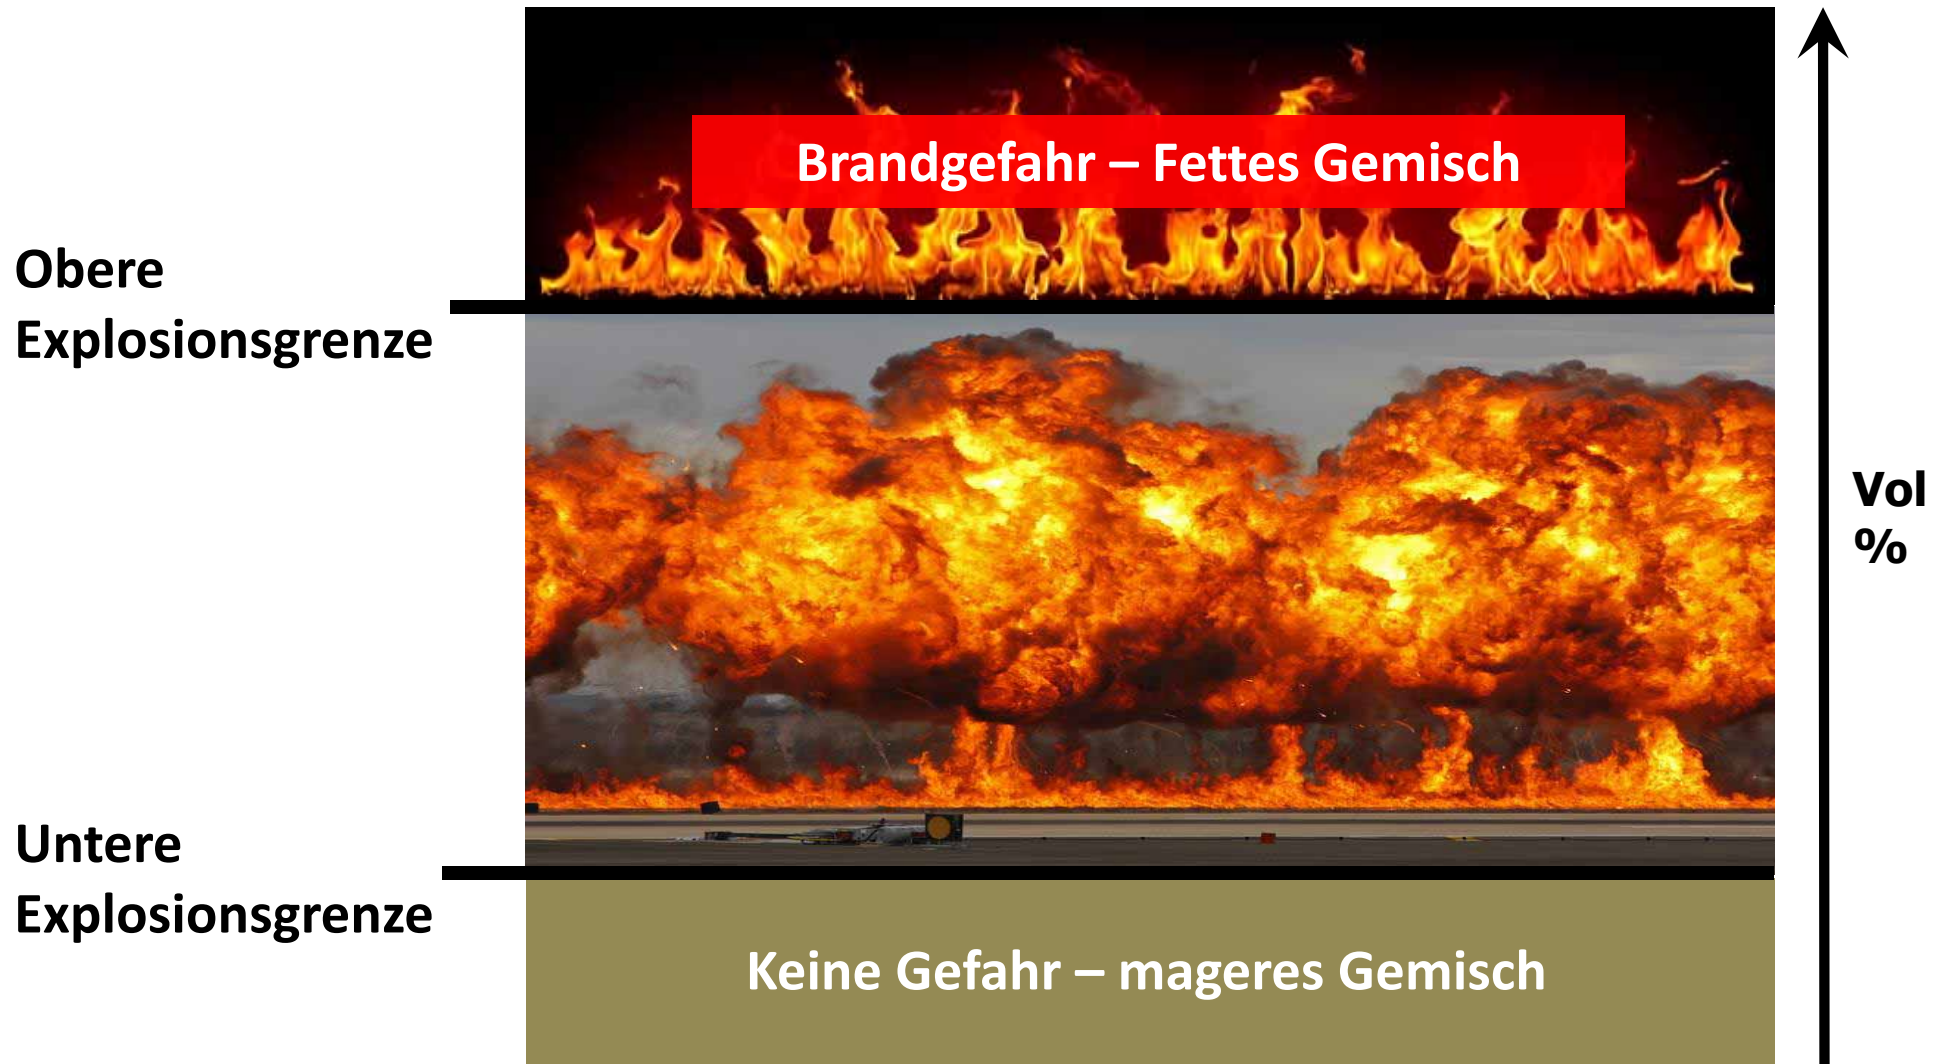 Brandgefahr – Fettes Gemisch
Obere
Explosionsgrenze
Vol
%
Untere
Explosionsgrenze
Keine Gefahr – mageres Gemisch